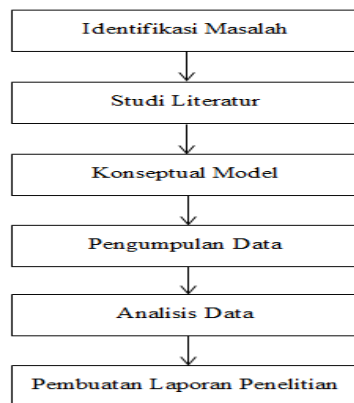 Identifikasi Masalah
Studi Literatur
Konseptual Model
Pengumpulan Data
Analisis Data
Pembuatan Laporan Penelitian